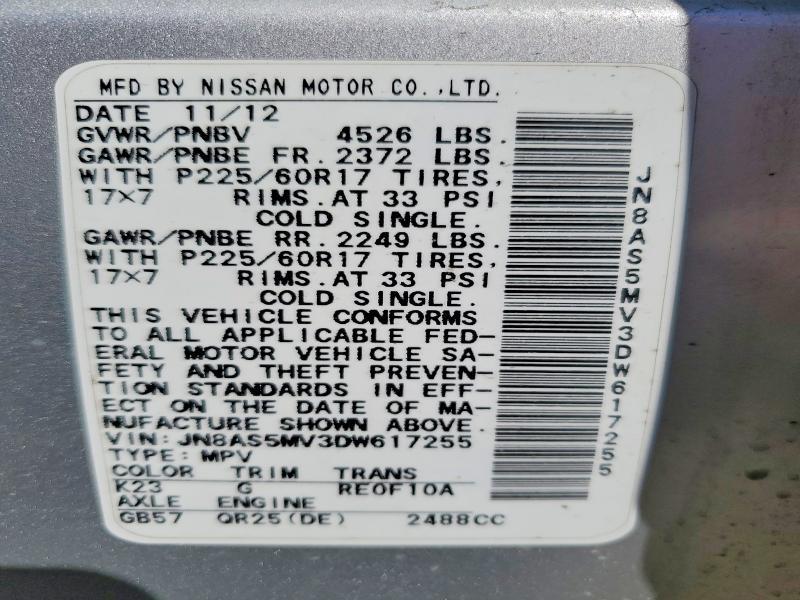 MFD BY NISSAN MOTOR CO.,LTD.
DATE 11/12
GVWR/PNBV 4526 LBS.
GAWR/PNBE FR. 2372 LBS.
WITH P225/60R17 TIRES,
17×7 RIMS.AT 33 PSI
COLD SINGLE.
GAWR/PNBE RR. 2249 LBS.
WITH P225/60R17 TIRES,
17×7 RIMS.AT 33 PSI
COLD SINGLE.
THIS VEHICLE CONFORMS
TO ALL APPLICABLE FED-
ERAL MOTOR VEHICLE SA-
FETY AND THEFT PREVEN-
TION STANDARDS IN EFF-
ECT ON THE DATE OF MA-
NUFACTURE SHOWN ABOVE.
VIN: JN8AS5MV3DW617255
TYPE: MPV
COLOR TRIM TRANS
K23 G RE0F10A
AXLE ENGINE
GB57 QR25(DE) 2488CC
JN8AS5MV3DW617255